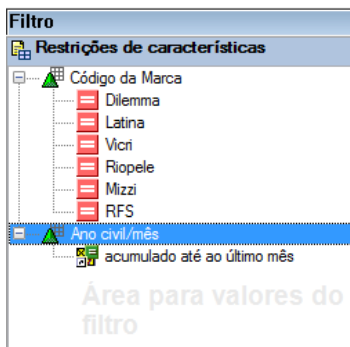 Filtro
Restrições de características
Código da Marca
Dilemma
Latina
Vicri
Riopele
Mizzi
RFS
Ano civil/mês
acumulado até ao último mês
Área para valores do
filtro